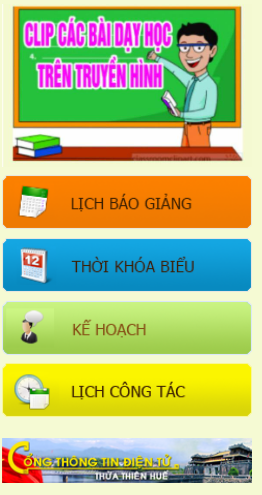 CLIP CÁC BÀI DẠY HỌC
TRÊN TRUYỀN HÌNH
LỊCH BÁO GIẢNG
12
THỜI KHÓA BIỂU
KẾ HOẠCH
LỊCH CÔNG TÁC
CỔNG THÔNG TIN ĐIỆN TỬ
THỪA THIÊN HUẾ